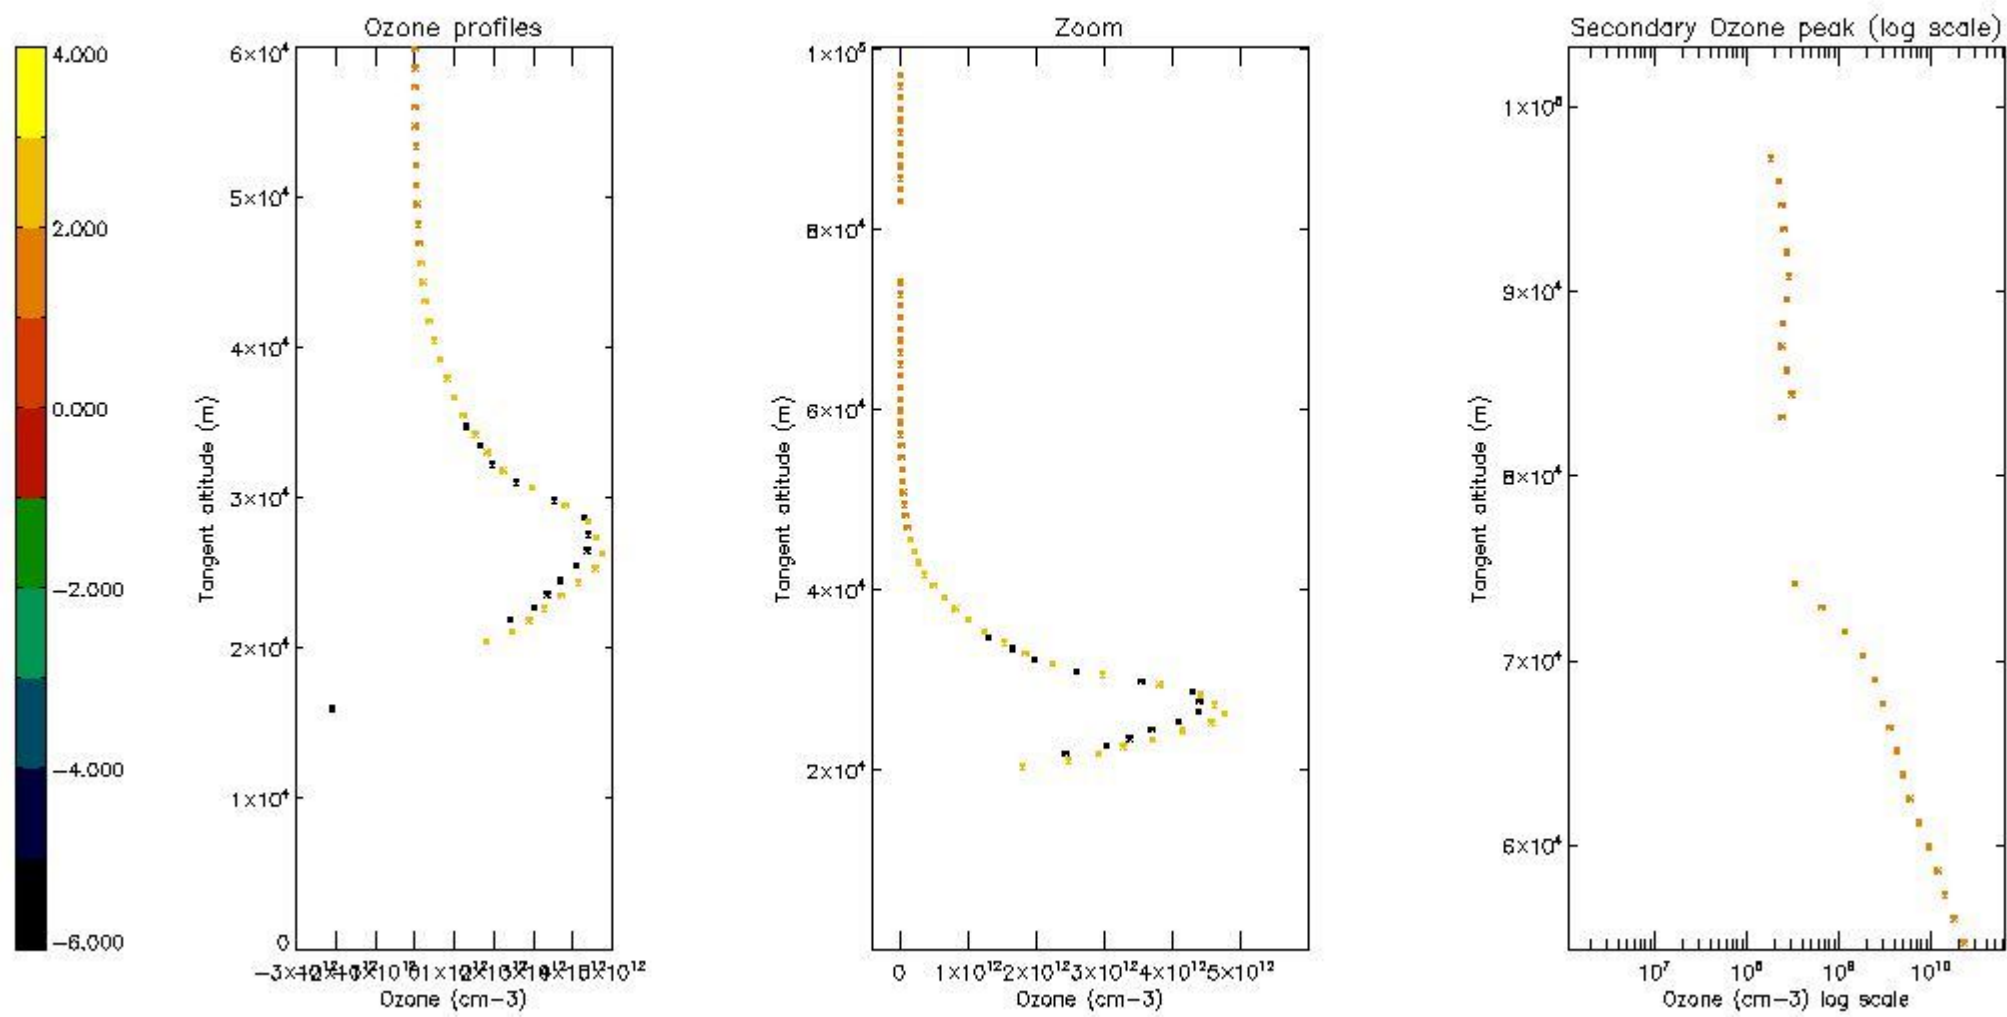 Ozone profiles
Zoom
Secondary Ozone peak (log scale)
4.000
2.000
0.000
−2.000
−4.000
−6.000
6×10⁴
5×10⁴
4×10⁴
3×10⁴
2×10⁴
1×10⁴
0
Tangent altitude (m)
Ozone (cm−3)
1×10⁵
8×10⁴
6×10⁴
4×10⁴
2×10⁴
Tangent altitude (m)
0 1×10¹² 2×10¹² 3×10¹² 4×10¹² 5×10¹²
Ozone (cm−3)
1×10⁵
9×10⁴
8×10⁴
7×10⁴
6×10⁴
Tangent altitude (m)
10⁷ 10⁸ 10⁹ 10¹⁰
Ozone (cm−3) log scale